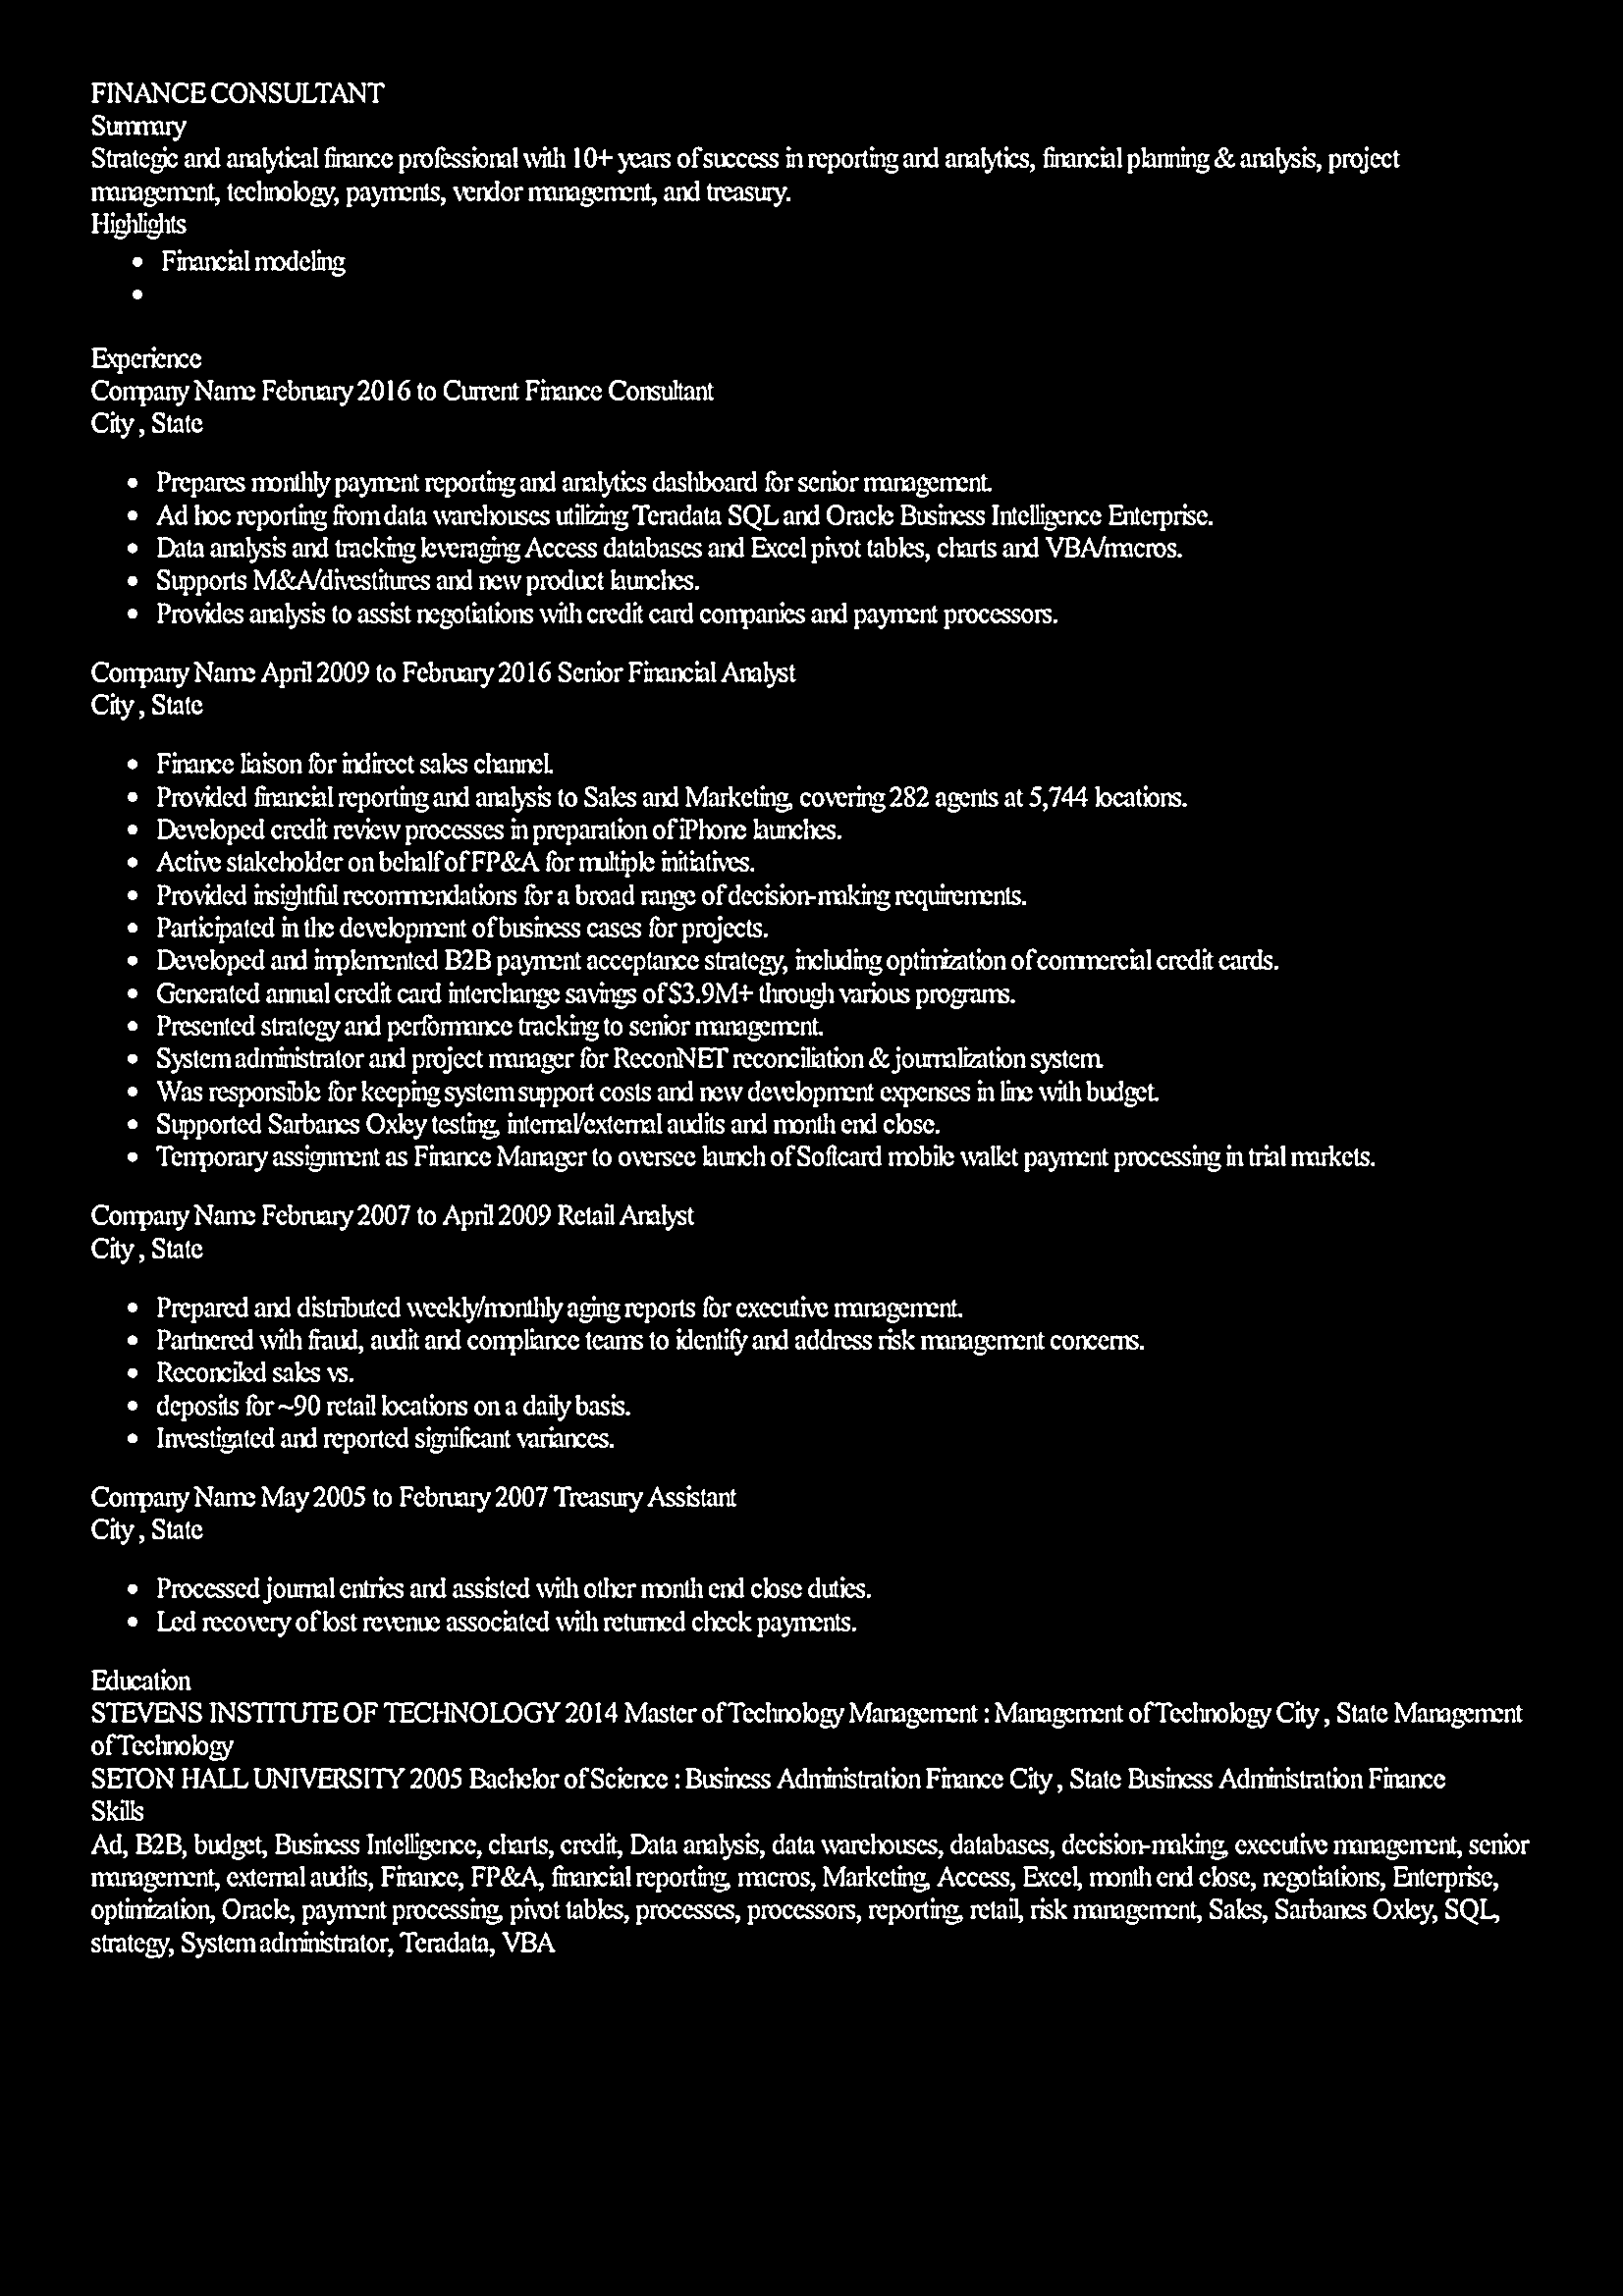 FINANCE CONSULTANT
Summary
Strategic and analytical finance professional with 10+ years of success in reporting and analytics, financial planning & analysis, project
management, technology, payments, vendor management, and treasury.
Highlights
• Financial modeling
•
Experience
Company Name February 2016 to Current Finance Consultant
City , State
• Prepares monthly payment reporting and analytics dashboard for senior management.
• Ad hoc reporting from data warehouses utilizing Teradata SQL and Oracle Business Intelligence Enterprise.
• Data analysis and tracking leveraging Access databases and Excel pivot tables, charts and VBA/macros.
• Supports M&A/divestitures and new product launches.
• Provides analysis to assist negotiations with credit card companies and payment processors.
Company Name April 2009 to February 2016 Senior Financial Analyst
City , State
• Finance liaison for indirect sales channel.
• Provided financial reporting and analysis to Sales and Marketing, covering 282 agents at 5,744 locations.
• Developed credit review processes in preparation of iPhone launches.
• Active stakeholder on behalf of FP&A for multiple initiatives.
• Provided insightful recommendations for a broad range of decision-making requirements.
• Participated in the development of business cases for projects.
• Developed and implemented B2B payment acceptance strategy, including optimization of commercial credit cards.
• Generated annual credit card interchange savings of $3.9M+ through various programs.
• Presented strategy and performance tracking to senior management.
• System administrator and project manager for ReconNET reconciliation & journalization system.
• Was responsible for keeping system support costs and new development expenses in line with budget.
• Supported Sarbanes Oxley testing, internal/external audits and month end close.
• Temporary assignment as Finance Manager to oversee launch of Softcard mobile wallet payment processing in trial markets.
Company Name February 2007 to April 2009 Retail Analyst
City , State
• Prepared and distributed weekly/monthly aging reports for executive management.
• Partnered with fraud, audit and compliance teams to identify and address risk management concerns.
• Reconciled sales vs.
• deposits for ~90 retail locations on a daily basis.
• Investigated and reported significant variances.
Company Name May 2005 to February 2007 Treasury Assistant
City , State
• Processed journal entries and assisted with other month end close duties.
• Led recovery of lost revenue associated with returned check payments.
Education
STEVENS INSTITUTE OF TECHNOLOGY 2014 Master of Technology Management : Management of Technology City , State Management
of Technology
SETON HALL UNIVERSITY 2005 Bachelor of Science : Business Administration Finance City , State Business Administration Finance
Skills
Ad, B2B, budget, Business Intelligence, charts, credit, Data analysis, data warehouses, databases, decision-making, executive management, senior
management, external audits, Finance, FP&A, financial reporting, macros, Marketing, Access, Excel, month end close, negotiations, Enterprise,
optimization, Oracle, payment processing, pivot tables, processes, processors, reporting, retail, risk management, Sales, Sarbanes Oxley, SQL,
strategy, System administrator, Teradata, VBA